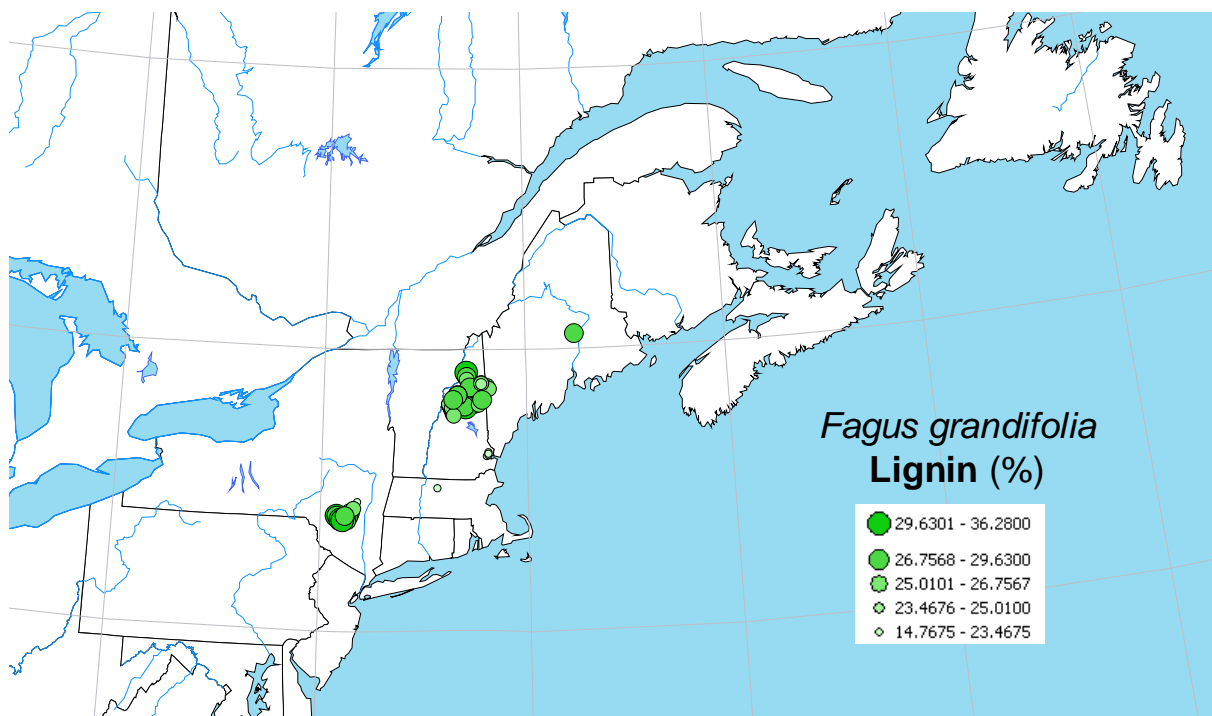 Fagus grandifolia
Lignin (%)
29.6301 - 36.2800
26.7568 - 29.6300
25.0101 - 26.7567
23.4676 - 25.0100
14.7675 - 23.4675